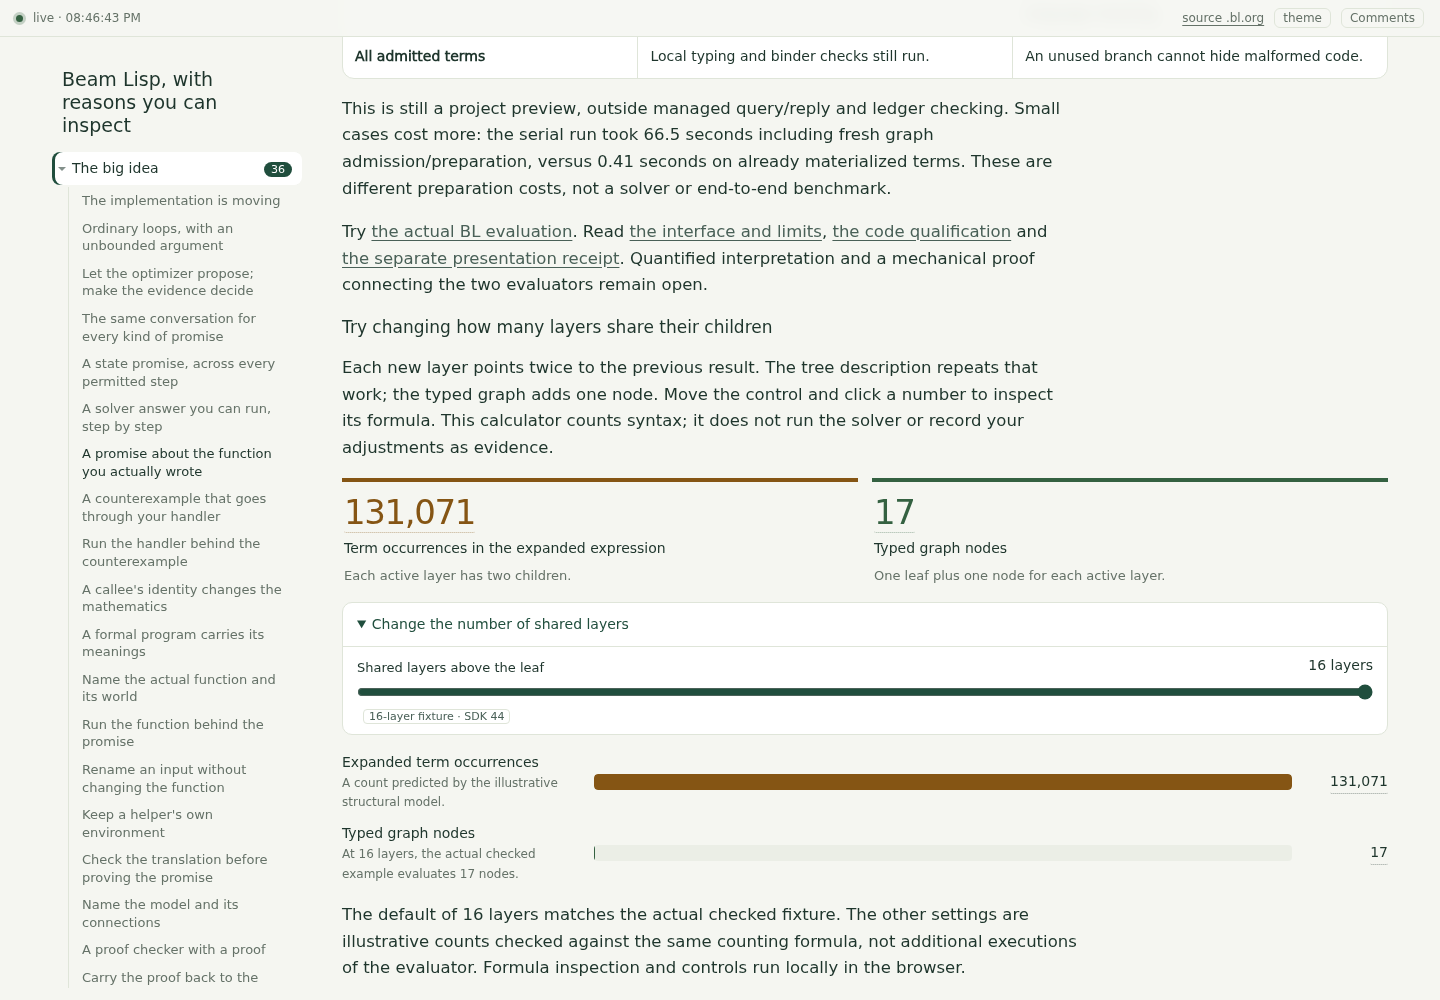 live · 08:46:43 PM
source .bl.org
theme
Comments
Beam Lisp, with
reasons you can
inspect
The big idea
36
The implementation is moving
Ordinary loops, with an
unbounded argument
Let the optimizer propose;
make the evidence decide
The same conversation for
every kind of promise
A state promise, across every
permitted step
A solver answer you can run,
step by step
A promise about the function
you actually wrote
A counterexample that goes
through your handler
Run the handler behind the
counterexample
A callee's identity changes the
mathematics
A formal program carries its
meanings
Name the actual function and
its world
Run the function behind the
promise
Rename an input without
changing the function
Keep a helper's own
environment
Check the translation before
proving the promise
Name the model and its
connections
A proof checker with a proof
Carry the proof back to the
All admitted terms
Local typing and binder checks still run.
An unused branch cannot hide malformed code.
This is still a project preview, outside managed query/reply and ledger checking. Small
cases cost more: the serial run took 66.5 seconds including fresh graph
admission/preparation, versus 0.41 seconds on already materialized terms. These are
different preparation costs, not a solver or end-to-end benchmark.
Try the actual BL evaluation. Read the interface and limits, the code qualification and
the separate presentation receipt. Quantified interpretation and a mechanical proof
connecting the two evaluators remain open.
Try changing how many layers share their children
Each new layer points twice to the previous result. The tree description repeats that
work; the typed graph adds one node. Move the control and click a number to inspect
its formula. This calculator counts syntax; it does not run the solver or record your
adjustments as evidence.
131,071
Term occurrences in the expanded expression
Each active layer has two children.
17
Typed graph nodes
One leaf plus one node for each active layer.
▼ Change the number of shared layers
Shared layers above the leaf
16 layers
16-layer fixture · SDK 44
Expanded term occurrences
A count predicted by the illustrative
structural model.
131,071
Typed graph nodes
At 16 layers, the actual checked
example evaluates 17 nodes.
17
The default of 16 layers matches the actual checked fixture. The other settings are
illustrative counts checked against the same counting formula, not additional executions
of the evaluator. Formula inspection and controls run locally in the browser.